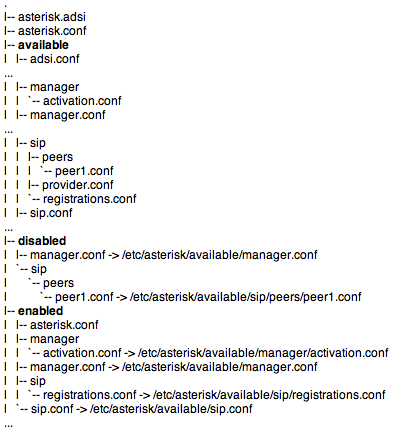 .
|-- asterisk.adsi
|-- asterisk.conf
|-- available
|   |-- adsi.conf
...
|   |-- manager
|   |   `-- activation.conf
|   |-- manager.conf
...
|   |-- sip
|   |   |-- peers
|   |   |   `-- peer1.conf
|   |   |-- provider.conf
|   |   `-- registrations.conf
|   |-- sip.conf
...
|-- disabled
|   |-- manager.conf -> /etc/asterisk/available/manager.conf
|   `-- sip
|       `-- peers
|           `-- peer1.conf -> /etc/asterisk/available/sip/peers/peer1.conf
|-- enabled
|   |-- asterisk.conf
|   |-- manager
|   |   `-- activation.conf -> /etc/asterisk/available/manager/activation.conf
|   |-- manager.conf -> /etc/asterisk/available/manager.conf
|   |-- sip
|   |   `-- registrations.conf -> /etc/asterisk/available/sip/registrations.conf
|   `-- sip.conf -> /etc/asterisk/available/sip.conf
...